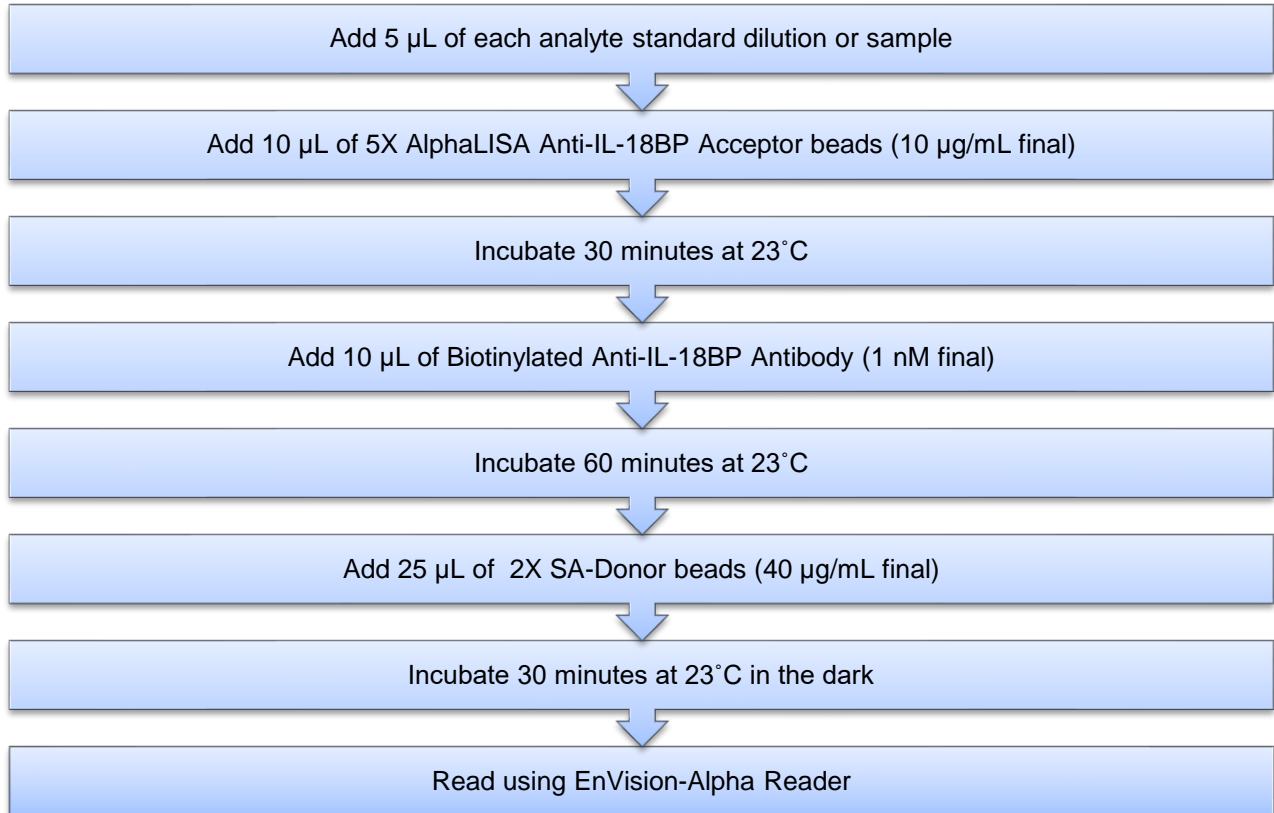 Add 5 µL of each analyte standard dilution or sample
Add 10 µL of 5X AlphaLISA Anti-IL-18BP Acceptor beads (10 µg/mL final)
Incubate 30 minutes at 23˚C
Add 10 µL of Biotinylated Anti-IL-18BP Antibody (1 nM final)
Incubate 60 minutes at 23˚C
Add 25 µL of  2X SA-Donor beads (40 µg/mL final)
Incubate 30 minutes at 23˚C in the dark
Read using EnVision-Alpha Reader